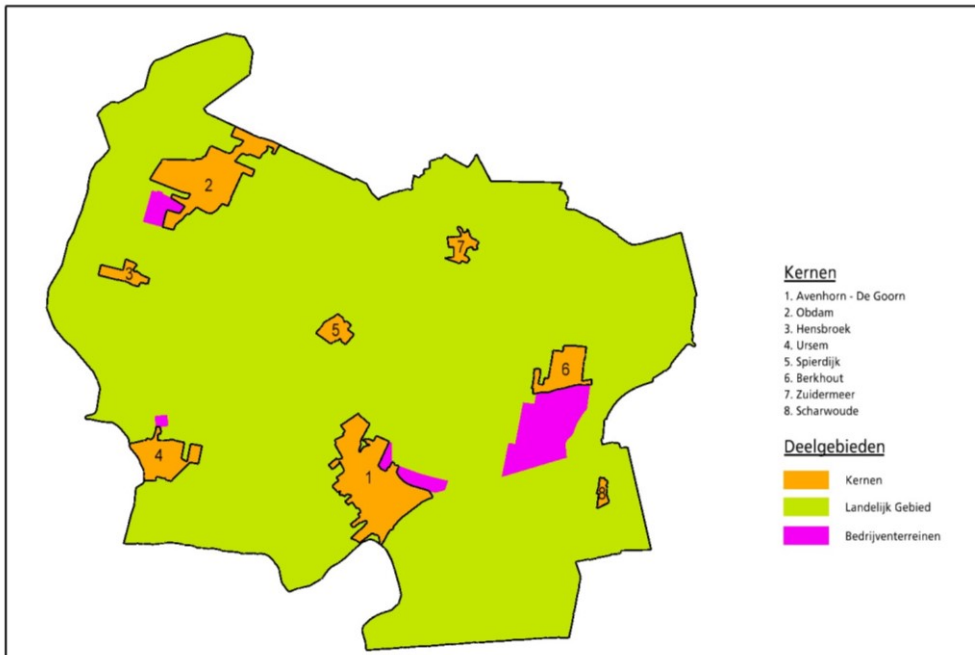 2
7
3
5
6
4
1
8
Kernen
1. Avenhorn - De Goorn
2. Obdam
3. Hensbroek
4. Ursem
5. Spierdijk
6. Berkhout
7. Zuidermeer
8. Scharwoude
Deelgebieden
Kernen
Landelijk Gebied
Bedrijventerreinen